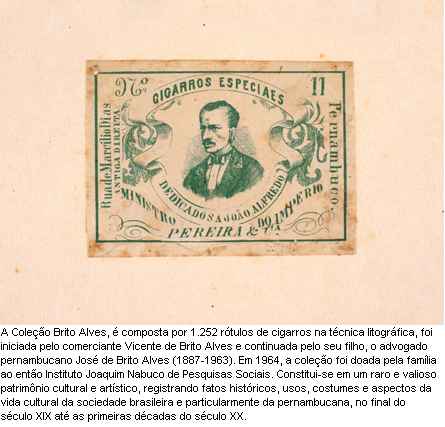 Nº 11
CIGARROS ESPECIAES
Rua de Marcilio Dias
ANTIGA DIREITA
Pernambuco.
DEDICADOS A JOÃO ALFREDO
MINISTRO DO IMPERIO
PEREIRA & Cª
A Coleção Brito Alves, é composta por 1.252 rótulos de cigarros na técnica litográfica, foi
iniciada pelo comerciante Vicente de Brito Alves e continuada pelo seu filho, o advogado
pernambucano José de Brito Alves (1887-1963). Em 1964, a coleção foi doada pela família
ao então Instituto Joaquim Nabuco de Pesquisas Sociais. Constitui-se em um raro e valioso
patrimônio cultural e artístico, registrando fatos históricos, usos, costumes e aspectos da
vida cultural da sociedade brasileira e particularmente da pernambucana, no final do
século XIX até as primeiras décadas do século XX.